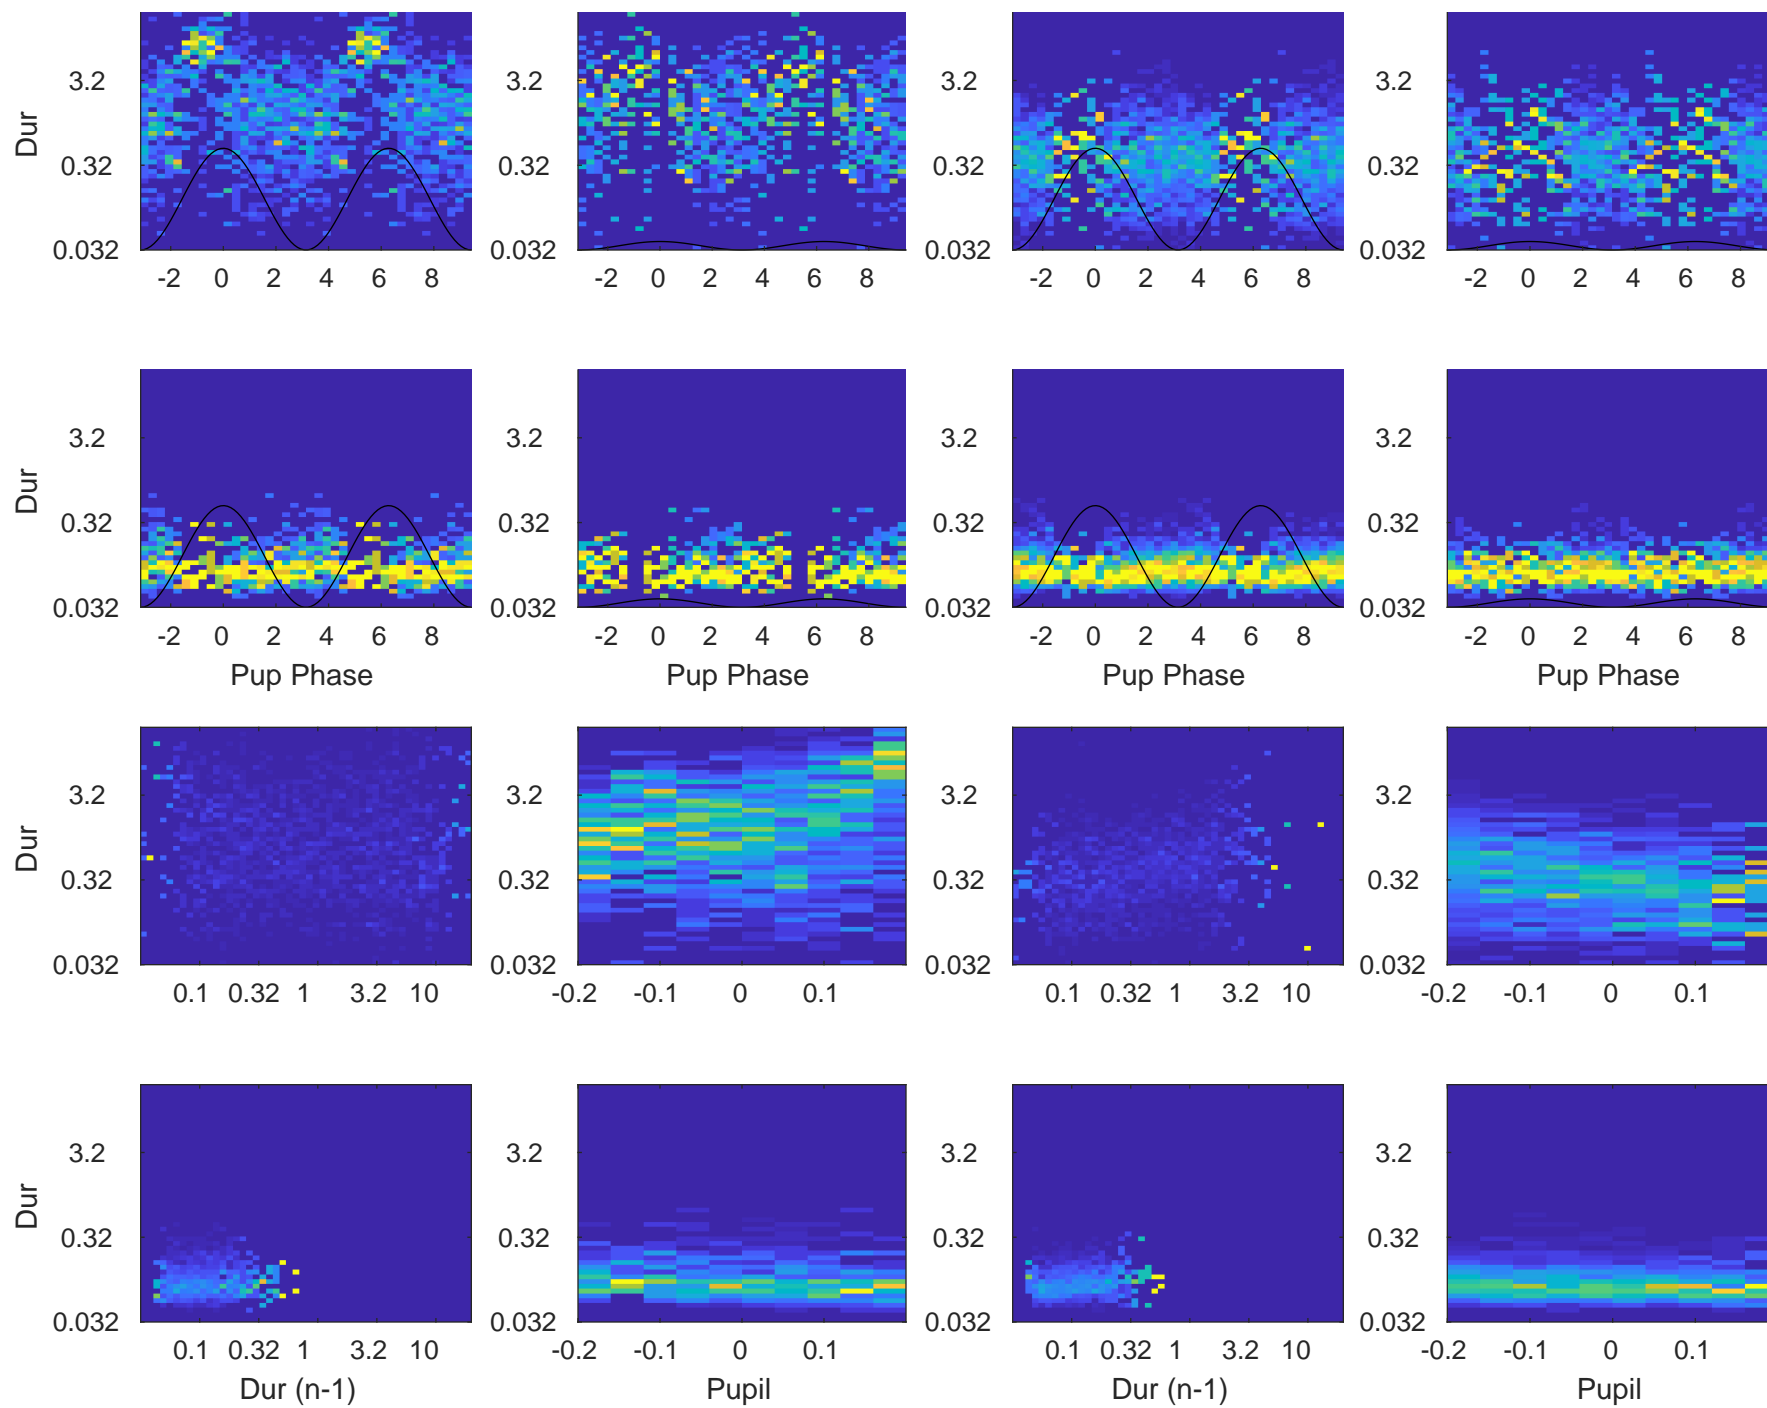 3.2 3.2 3.2 3.2
Dur
0.32 0.32 0.32 0.32
0.032 0.032 0.032 0.032
-2 0 2 4 6 8 -2 0 2 4 6 8 -2 0 2 4 6 8 -2 0 2 4 6 8
3.2 3.2 3.2 3.2
Dur
0.32 0.32 0.32 0.32
0.032 0.032 0.032 0.032
-2 0 2 4 6 8 -2 0 2 4 6 8 -2 0 2 4 6 8 -2 0 2 4 6 8
Pup Phase Pup Phase Pup Phase Pup Phase
3.2 3.2 3.2 3.2
Dur
0.32 0.32 0.32 0.32
0.032 0.032 0.032 0.032
0.1 0.32 1 3.2 10 -0.2 -0.1 0 0.1 0.1 0.32 1 3.2 10 -0.2 -0.1 0 0.1
3.2 3.2 3.2 3.2
Dur
0.32 0.32 0.32 0.32
0.032 0.032 0.032 0.032
0.1 0.32 1 3.2 10 -0.2 -0.1 0 0.1 0.1 0.32 1 3.2 10 -0.2 -0.1 0 0.1
Dur (n-1) Pupil Dur (n-1) Pupil